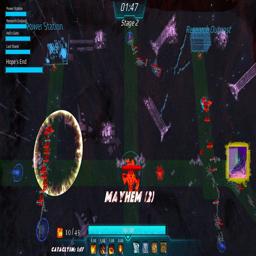 Power Station
Research Outpost
Hell's Gate
Last Stand
Hope's End
Power Station
01:47
Stage 2
Research Outpost
MAYHEM (2)
10/45